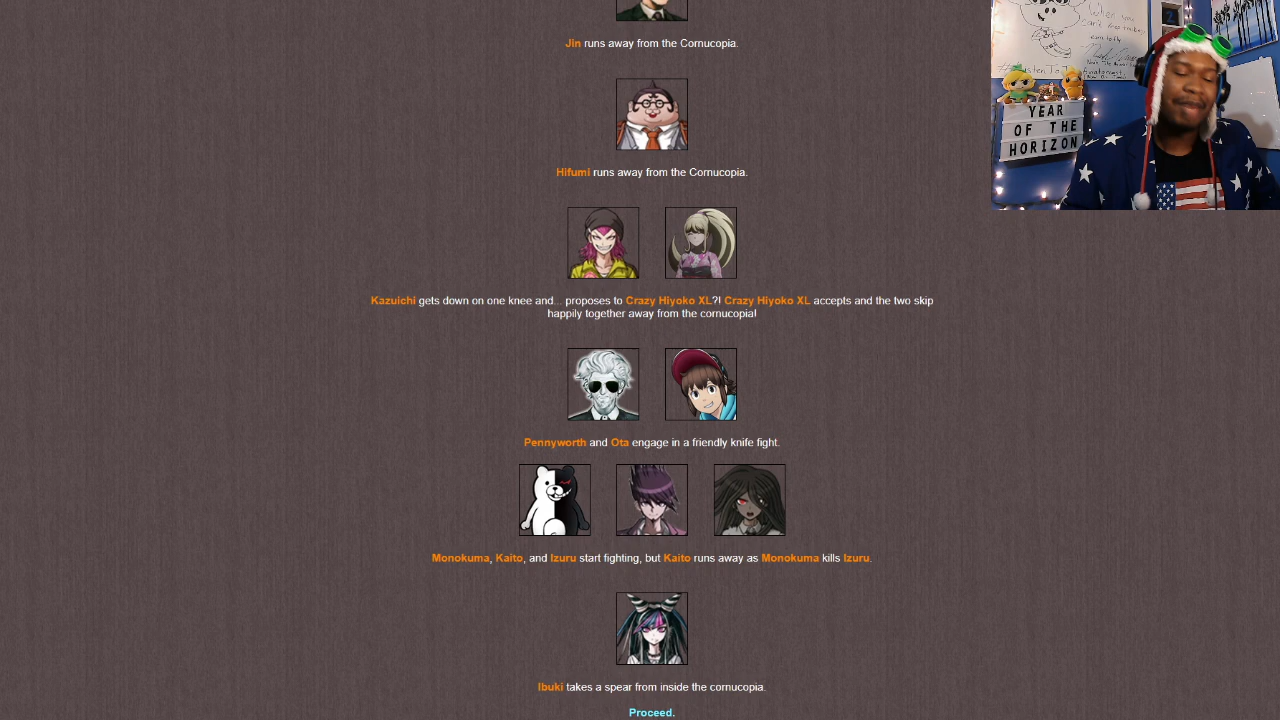 Jin runs away from the Cornucopia.
Hifumi runs away from the Cornucopia.
Kazuichi gets down on one knee and... proposes to Crazy Hiyoko XL?! Crazy Hiyoko XL accepts and the two skip
happily together away from the cornucopia!
Pennyworth and Ota engage in a friendly knife fight.
Monokuma, Kaito, and Izuru start fighting, but Kaito runs away as Monokuma kills Izuru.
Ibuki takes a spear from inside the cornucopia.
Proceed.
When you
YEAR
OF THE
HORIZON